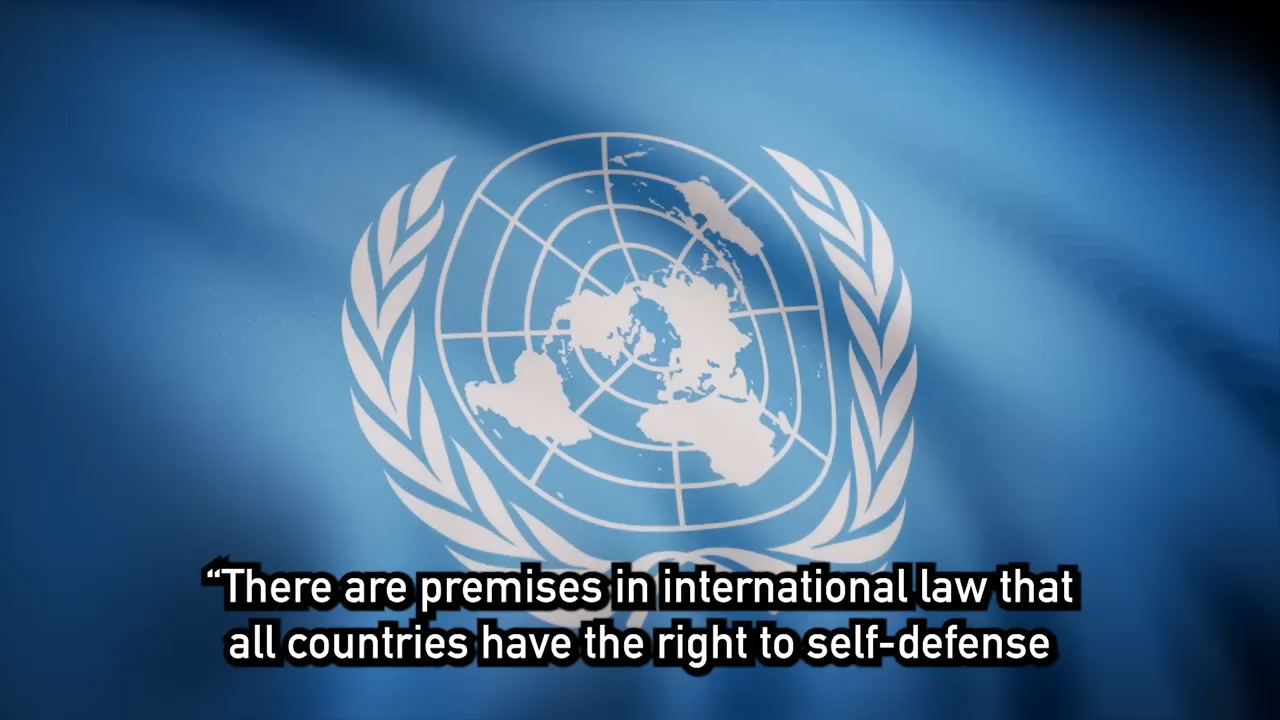 “There are premises in international law that
all countries have the right to self-defense